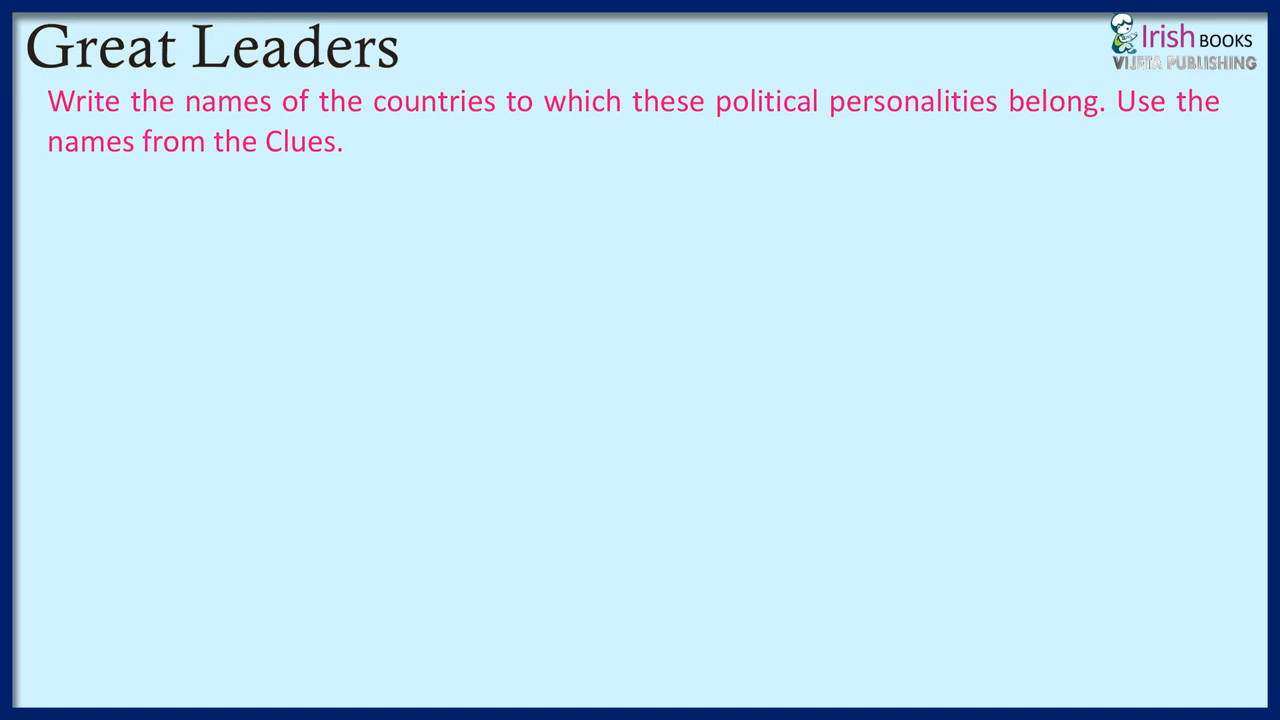 Great Leaders
Irish BOOKS
VIJETA PUBLISHING
Write the names of the countries to which these political personalities belong. Use the
names from the Clues.